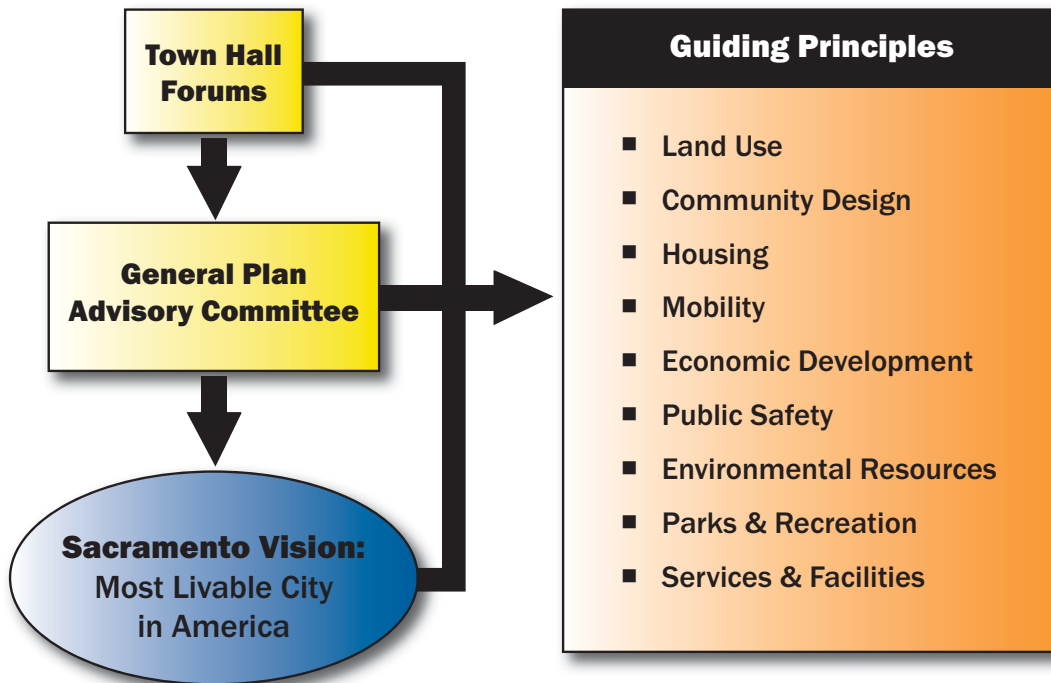 Town Hall
Forums
General Plan
Advisory Committee
Sacramento Vision:
Most Livable City
in America
Guiding Principles
■ Land Use
■ Community Design
■ Housing
■ Mobility
■ Economic Development
■ Public Safety
■ Environmental Resources
■ Parks & Recreation
■ Services & Facilities